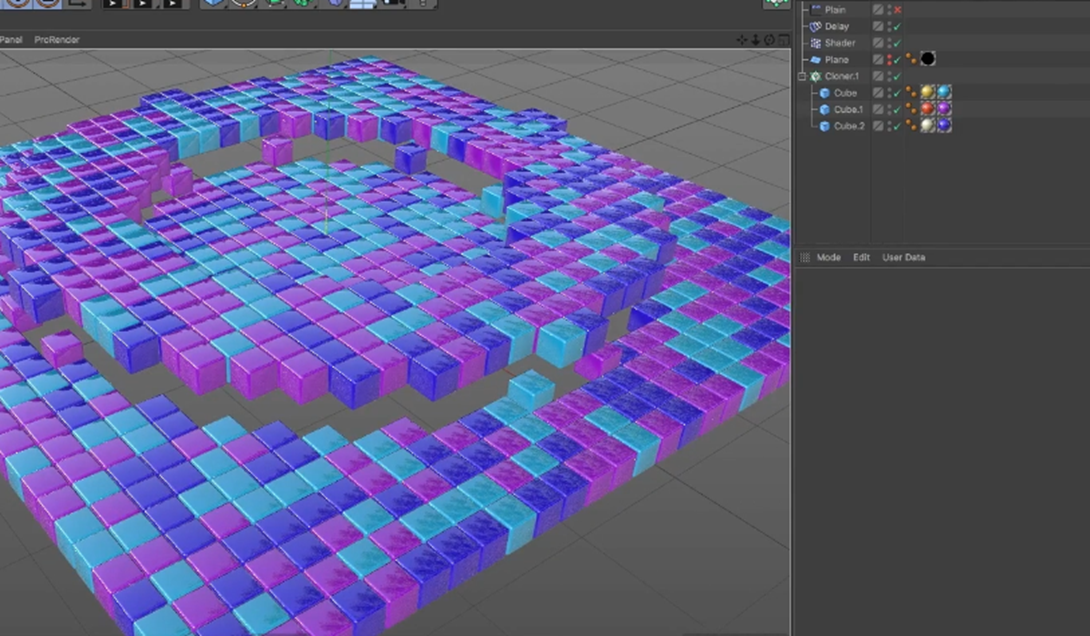 Panel ProRender
Plain
Delay
Shader
Plane
Cloner.1
Cube
Cube.1
Cube.2
Mode Edit User Data